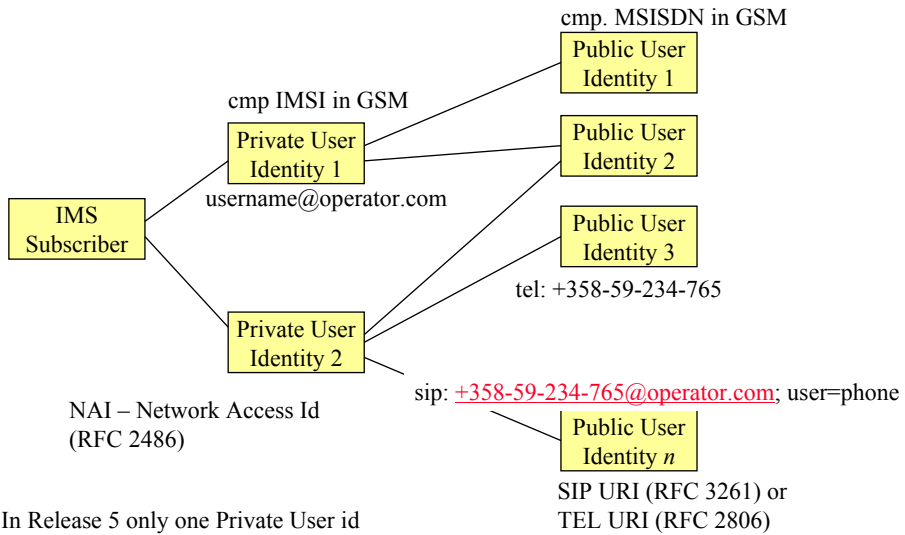 cmp. MSISDN in GSM
Public User
Identity 1
cmp IMSI in GSM
Private User
Identity 1
username@operator.com
Public User
Identity 2
IMS
Subscriber
Public User
Identity 3
tel: +358-59-234-765
Private User
Identity 2
sip: +358-59-234-765@operator.com; user=phone
NAI – Network Access Id
(RFC 2486)
Public User
Identity n
SIP URI (RFC 3261) or
TEL URI (RFC 2806)
In Release 5 only one Private User id